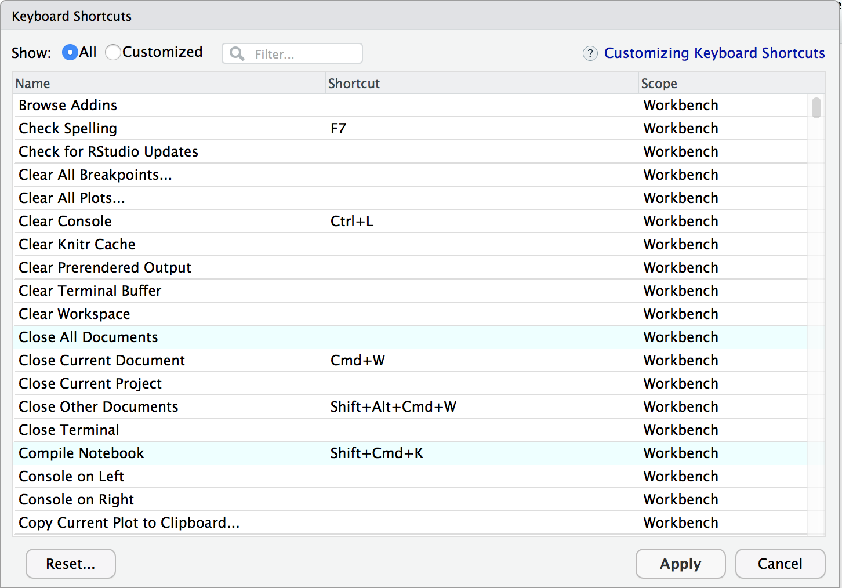 Keyboard Shortcuts
Show: All Customized Filter... ? Customizing Keyboard Shortcuts
Name Shortcut Scope
Browse Addins Workbench
Check Spelling F7 Workbench
Check for RStudio Updates Workbench
Clear All Breakpoints... Workbench
Clear All Plots... Workbench
Clear Console Ctrl+L Workbench
Clear Knitr Cache Workbench
Clear Prerendered Output Workbench
Clear Terminal Buffer Workbench
Clear Workspace Workbench
Close All Documents Workbench
Close Current Document Cmd+W Workbench
Close Current Project Workbench
Close Other Documents Shift+Alt+Cmd+W Workbench
Close Terminal Workbench
Compile Notebook Shift+Cmd+K Workbench
Console on Left Workbench
Console on Right Workbench
Copy Current Plot to Clipboard... Workbench
Reset... Apply Cancel